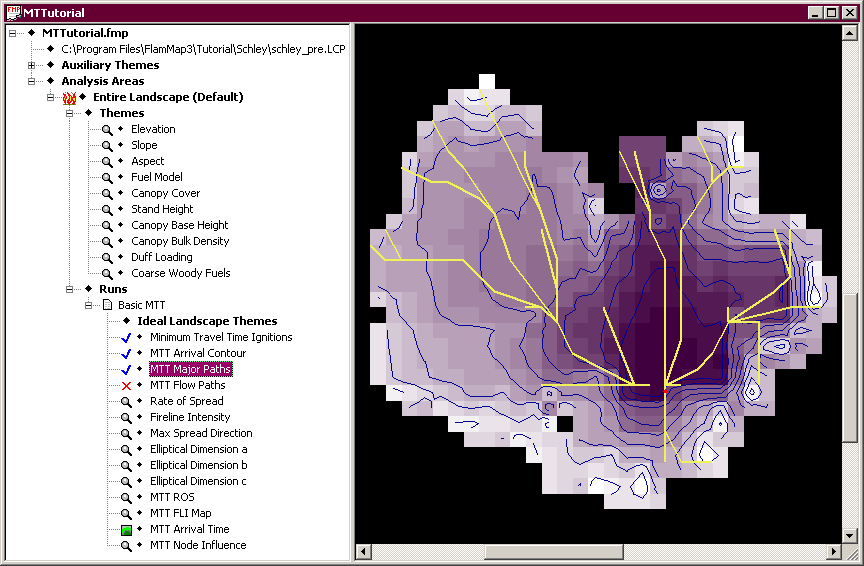 MTTutorial
MTTutorial.fmp
C:\Program Files\FlamMap3\Tutorial\Schley\schley_pre.LCP
Auxiliary Themes
Analysis Areas
Entire Landscape (Default)
Themes
Elevation
Slope
Aspect
Fuel Model
Canopy Cover
Stand Height
Canopy Base Height
Canopy Bulk Density
Duff Loading
Coarse Woody Fuels
Runs
Basic MTT
Ideal Landscape Themes
Minimum Travel Time Ignitions
MTT Arrival Contour
MTT Major Paths
MTT Flow Paths
Rate of Spread
Fireline Intensity
Max Spread Direction
Elliptical Dimension a
Elliptical Dimension b
Elliptical Dimension c
MTT ROS
MTT FLI Map
MTT Arrival Time
MTT Node Influence